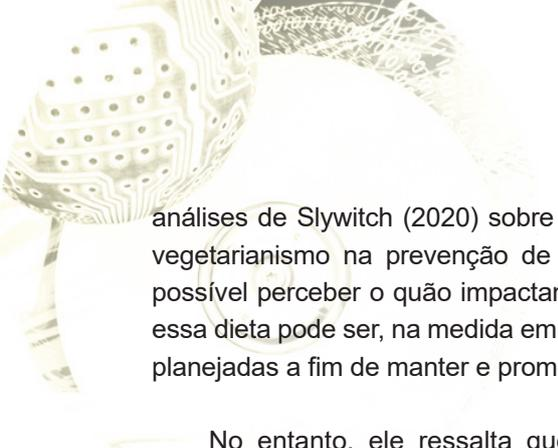 análises de Slywitch (2020) sobre
vegetarianismo na prevenção de
possível perceber o quão impactar
essa dieta pode ser, na medida em
planejadas a fim de manter e prom
No entanto, ele ressalta que